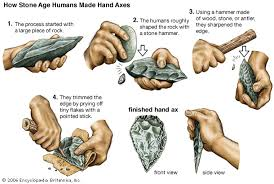 How Stone Age Humans Made Hand Axes
1. The process started with
a large piece of rock.
2. The humans roughly
shaped the rock
with a stone hammer.
3. Using a hammer made
of wood, stone, or antler,
they sharpened the
edge.
4. They trimmed the
edge by prying off
tiny flakes with a
pointed stick.
finished hand ax
front view
side view
© 2006 Encyclopædia Britannica, Inc.